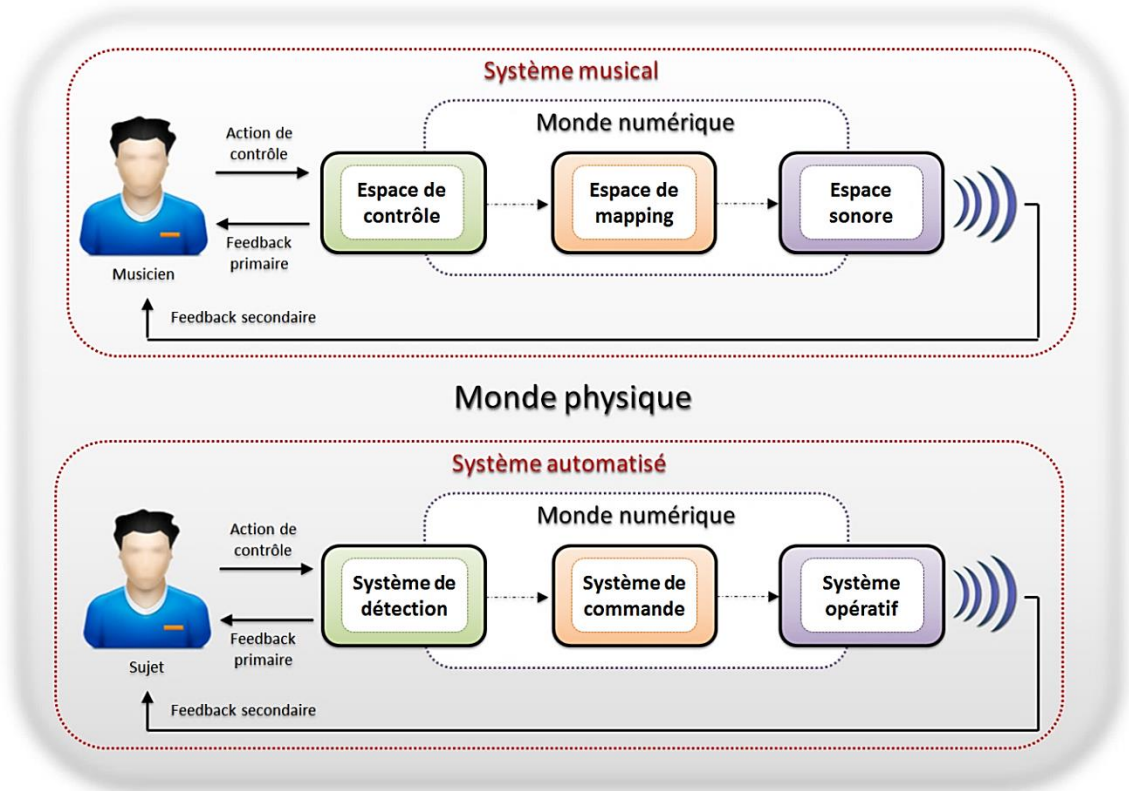 Système musical
Monde numérique
Action de
contrôle
Espace de
contrôle
Espace de
mapping
Espace
sonore
Feedback
primaire
Musicien
Feedback secondaire
Monde physique
Système automatisé
Monde numérique
Action de
contrôle
Système de
détection
Système de
commande
Système
opératif
Feedback
primaire
Sujet
Feedback secondaire